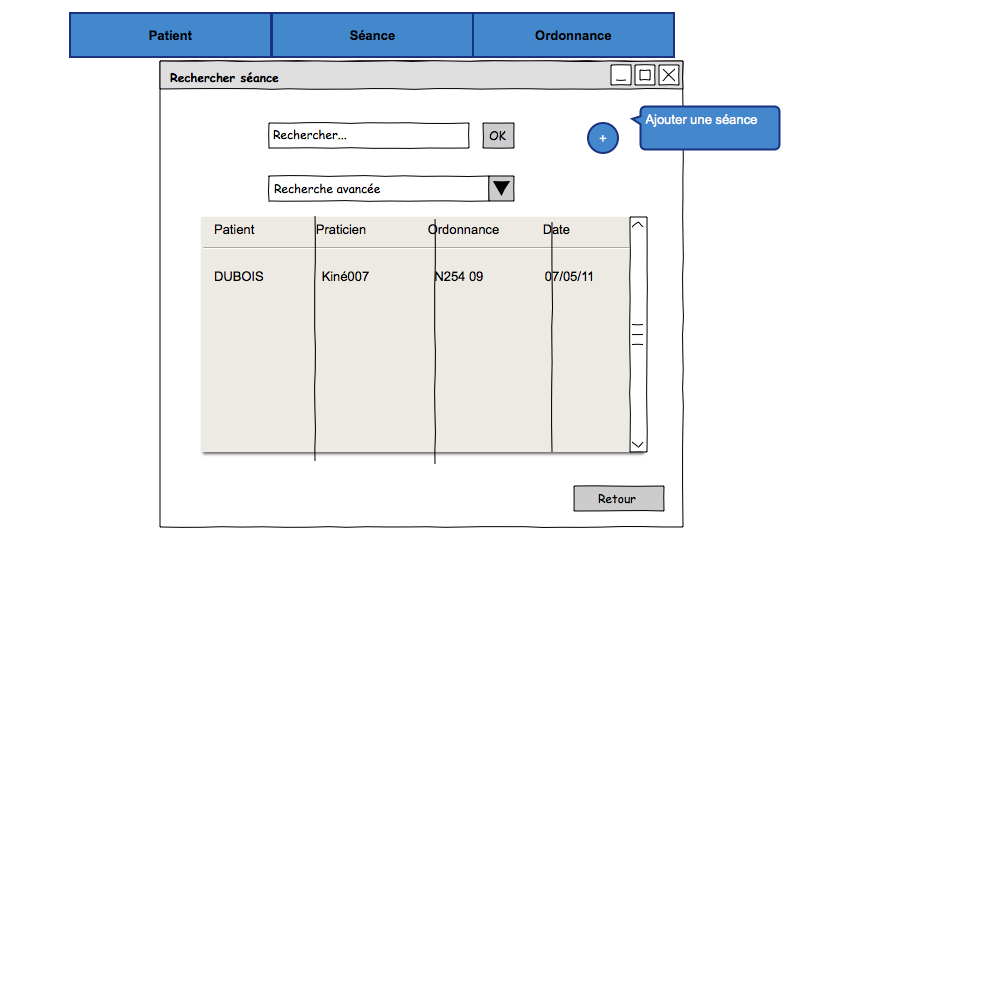 Patient Séance Ordonnance
Rechercher séance
Ajouter une séance
Rechercher... OK +
Recherche avancée
Patient Praticien Ordonnance Date
DUBOIS Kiné007 N254 09 07/05/11
Retour